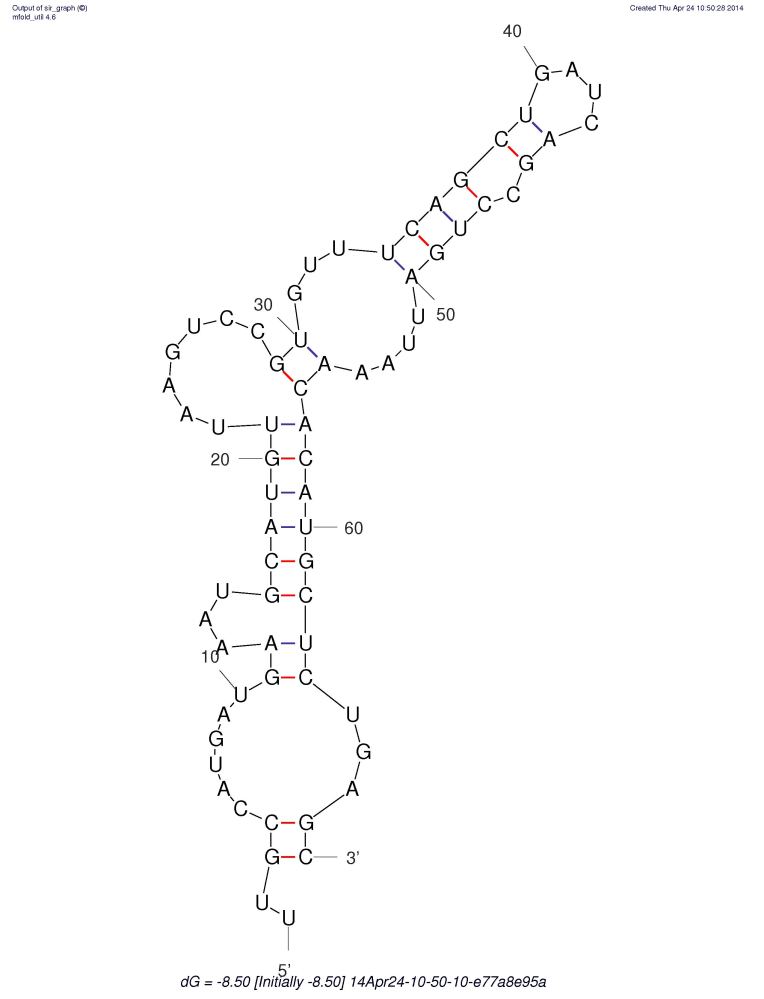 Output of sir_graph (©)
mfold_util 4.6
Created Thu Apr 24 10:50:28 2014
40
G A
U
U C
C A
G
G C
A C
C U
U U U G
A
G
30
U 50
U C C
U U
G G A A A
A C
A U U A
20 G C
U A
A U 60
C G
U G C
A
A A U
10 G C
U
A U
G G
U
A A
C
C G
G C 3'
U
U
5'
dG = -8.50 [Initially -8.50] 14Apr24-10-50-10-e77a8e95a